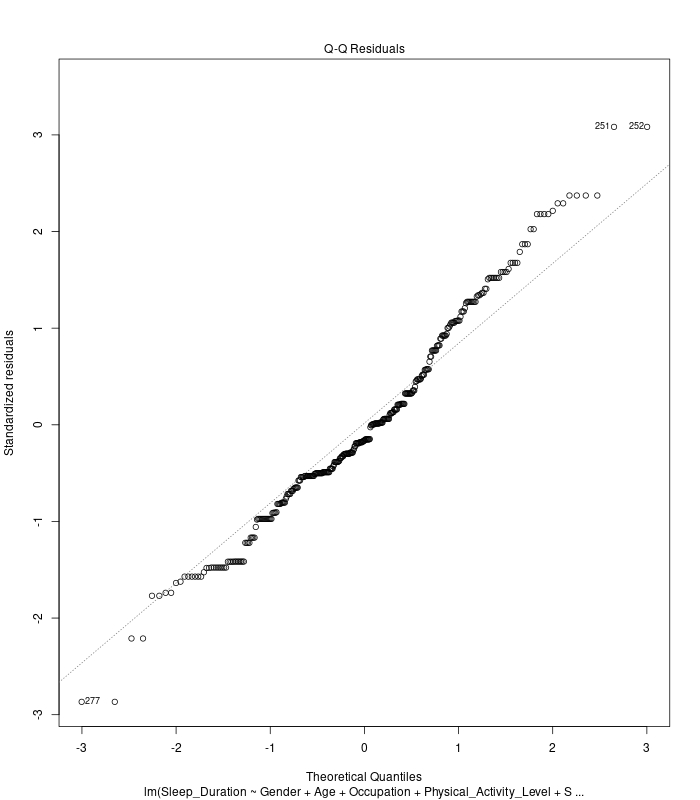 Q-Q Residuals
Standardized residuals
3
2
1
0
-1
-2
-3
251
252
277
-3 -2 -1 0 1 2 3
Theoretical Quantiles
lm(Sleep_Duration ~ Gender + Age + Occupation + Physical_Activity_Level + S ...